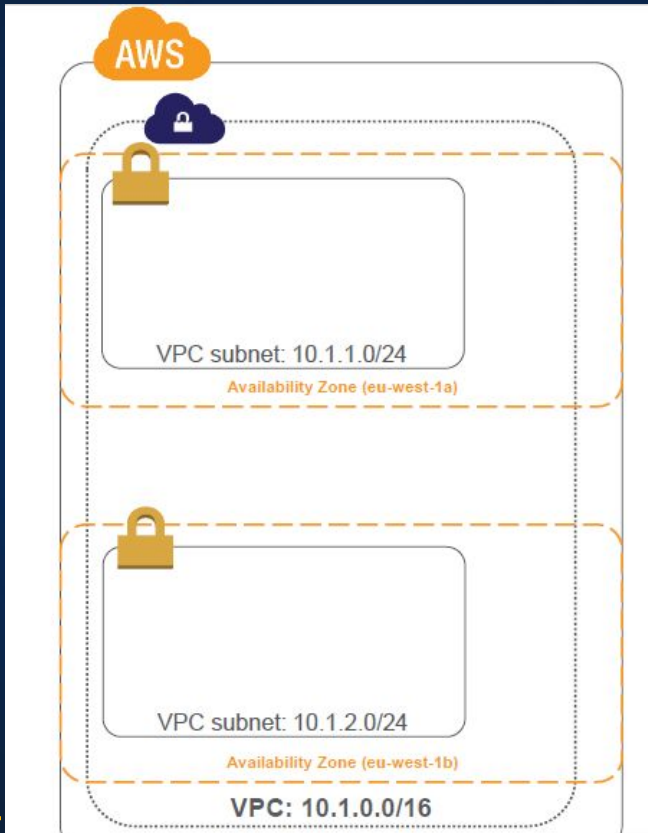 AWS
VPC subnet: 10.1.1.0/24
Availability Zone (eu-west-1a)
VPC subnet: 10.1.2.0/24
Availability Zone (eu-west-1b)
VPC: 10.1.0.0/16